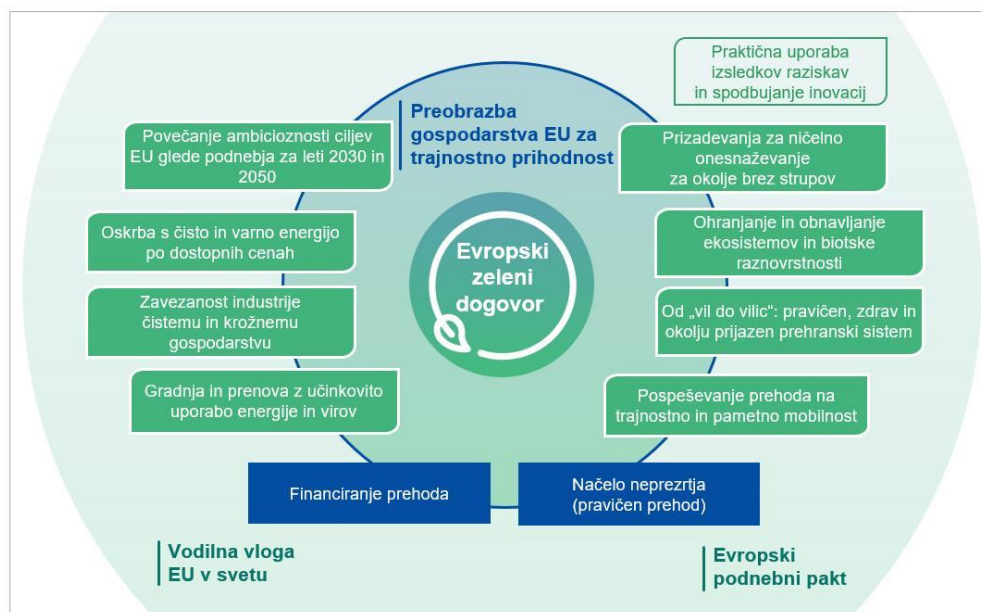 Praktična uporaba
izsledkov raziskav
in spodbujanje inovacij
Preobrazba
gospodarstva EU za
trajnostno prihodnost
Povečanje ambicioznosti ciljev
EU glede podnebja za leti 2030 in
2050
Prizadevanja za ničelno
onesnaževanje
za okolje brez strupov
Oskrba s čisto in varno energijo
po dostopnih cenah
Ohranjanje in obnavljanje
ekosistemov in biotske
raznovrstnosti
Evropski
zeleni
dogovor
Zavezanost industrije
čistemu in krožnemu
gospodarstvu
Od „vil do vilic“: pravičen, zdrav in
okolju prijazen prehranski sistem
Gradnja in prenova z učinkovito
uporabo energije in virov
Pospeševanje prehoda na
trajnostno in pametno mobilnost
Financiranje prehoda
Načelo neprezrtja
(pravičen prehod)
Vodilna vloga
EU v svetu
Evropski
podnebni pakt